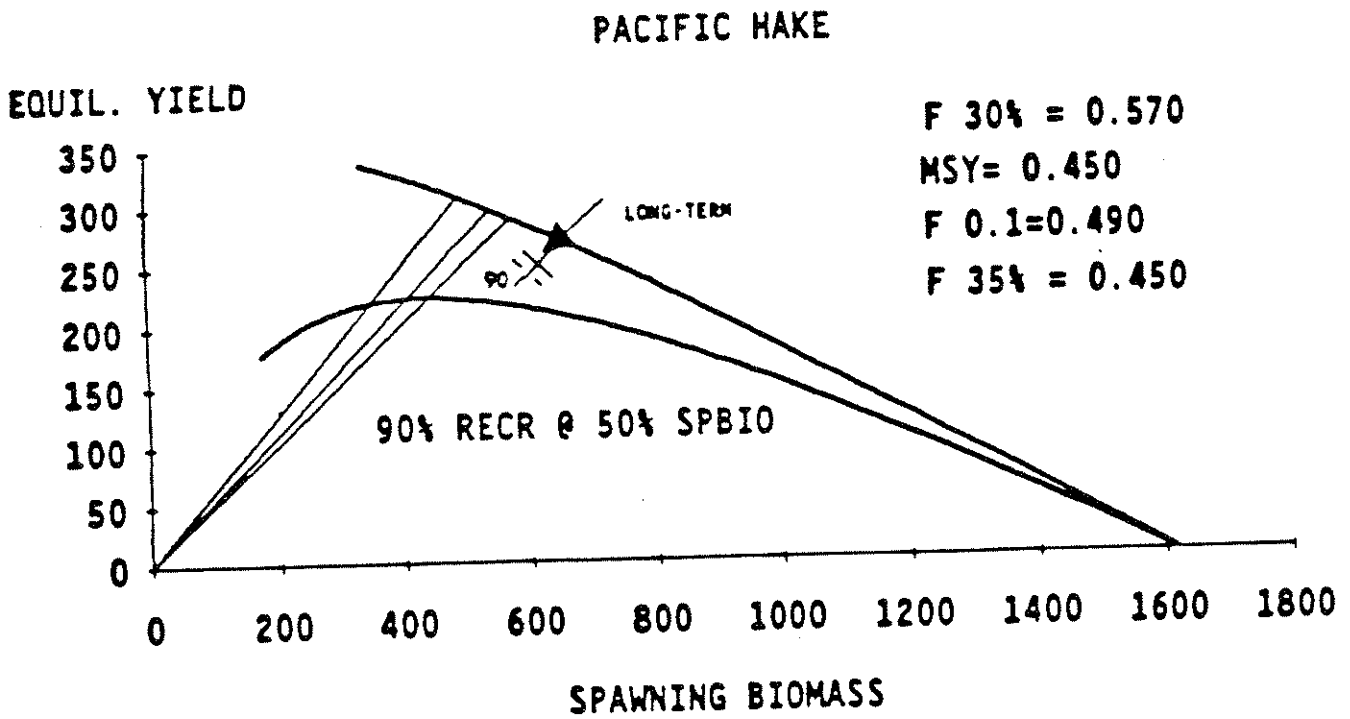 PACIFIC HAKE
EQUIL. YIELD
F 30% = 0.570
MSY= 0.450
F 0.1=0.490
F 35% = 0.450
350
300
250
200
150
100
50
0
LONG-TERM
90
90% RECR @ 50% SPBIO
0 200 400 600 800 1000 1200 1400 1600 1800
SPAWNING BIOMASS